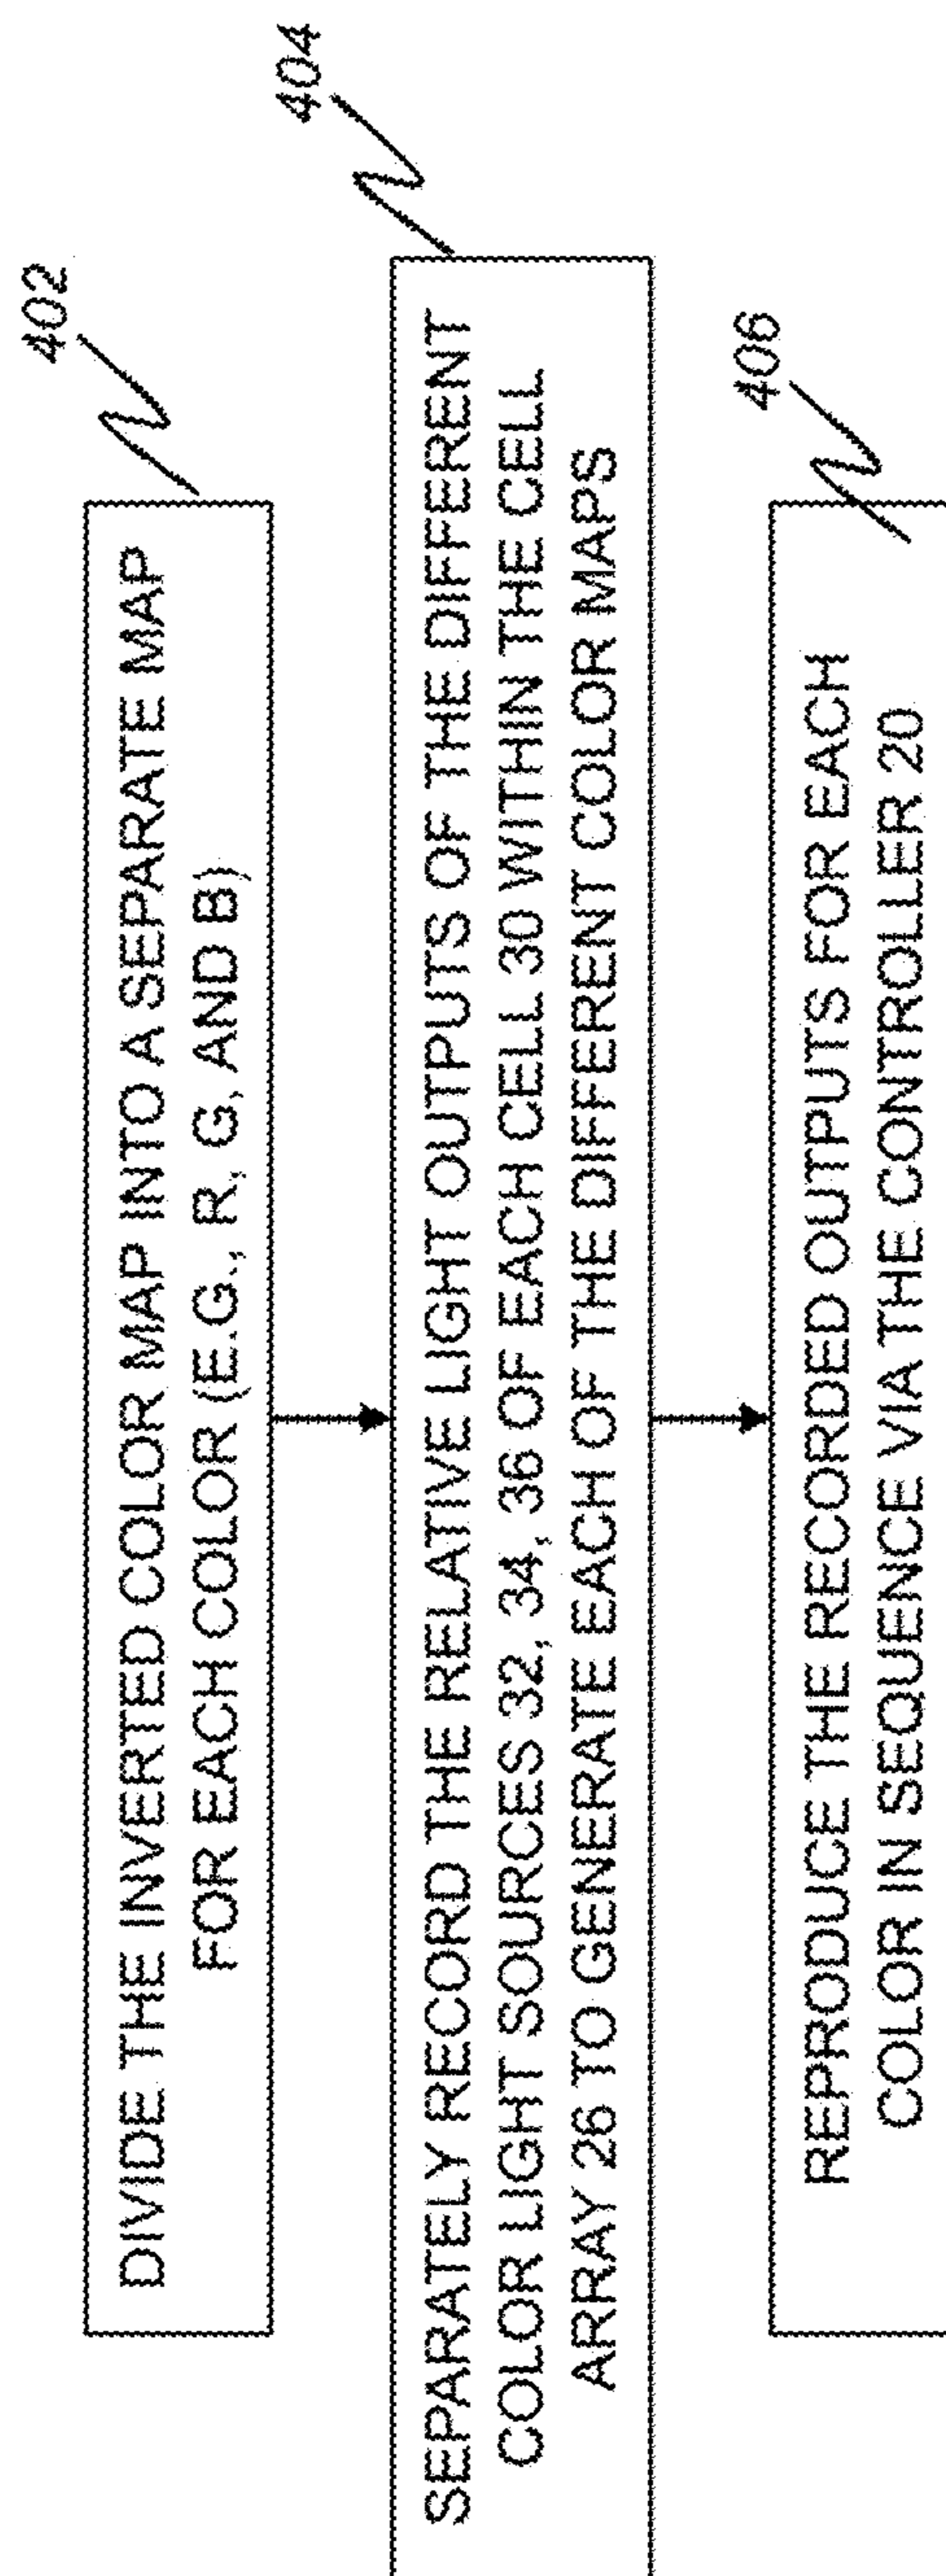 402
DIVIDE THE INVERTED COLOR MAP INTO A SEPARATE MAP
FOR EACH COLOR (E.G., R, G, AND B)
404
SEPARATELY RECORD THE RELATIVE LIGHT OUTPUTS OF THE DIFFERENT
COLOR LIGHT SOURCES 32, 34, 36 OF EACH CELL 30 WITHIN THE CELL
ARRAY 26 TO GENERATE EACH OF THE DIFFERENT COLOR MAPS
406
REPRODUCE THE RECORDED OUTPUTS FOR EACH
COLOR IN SEQUENCE VIA THE CONTROLLER 20